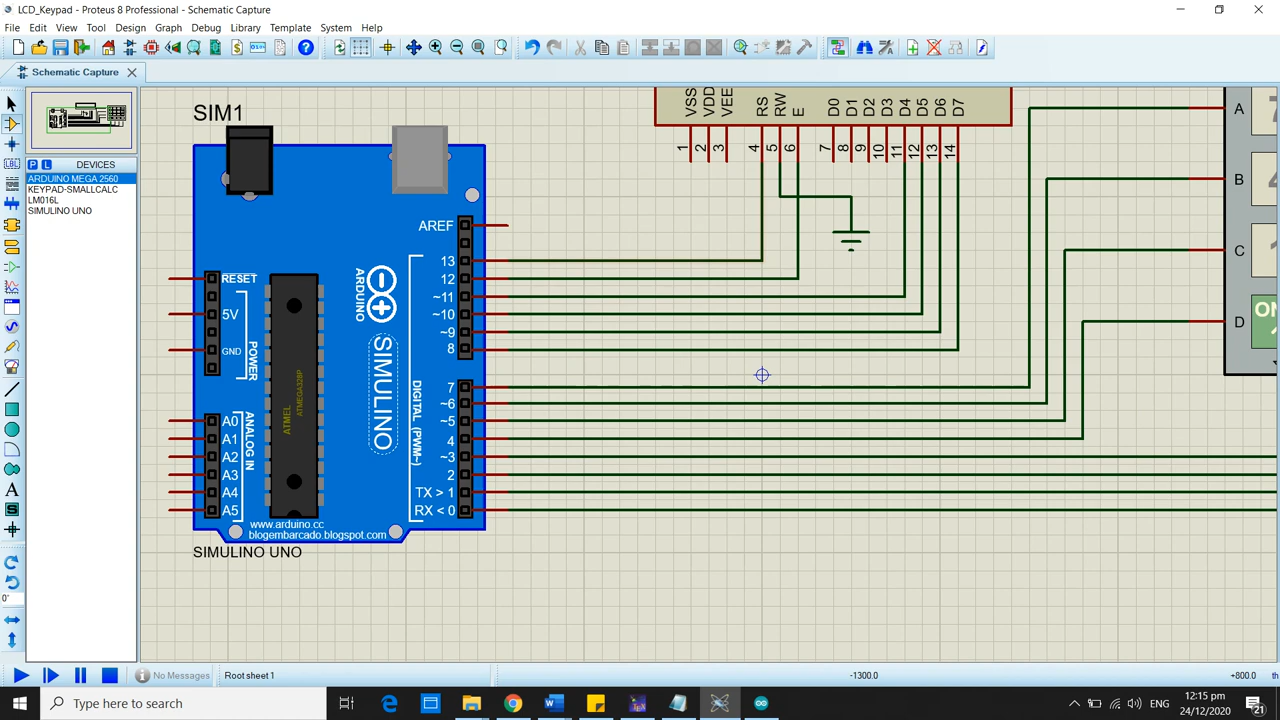 LCD_Keypad - Proteus 8 Professional - Schematic Capture
File Edit View Tool Design Graph Debug Library Template System Help
Schematic Capture
P L DEVICES
ARDUINO MEGA 2560
KEYPAD-SMALLCALC
LM016L
SIMULINO UNO
SIM1
VSS VDD VEE RS RW E D0 D1 D2 D3 D4 D5 D6 D7
1 2 3 4 5 6 7 8 9 10 11 12 13 14
A
B
C
D
ON
AREF
13
12
~11
~10
~9
8
7
~6
~5
4
~3
2
TX > 1
RX < 0
RESET
5V
GND
POWER
A0
A1
A2
A3
A4
A5
ANALOG IN
ARDUINO
SIMULINO
DIGITAL (PWM~)
ATMEL
ATMEGA328P
www.arduino.cc
blogembarcado.blogspot.com
SIMULINO UNO
No Messages
Root sheet 1
-1300.0
+800.0
th
Type here to search
ENG
12:15 pm
24/12/2020
21